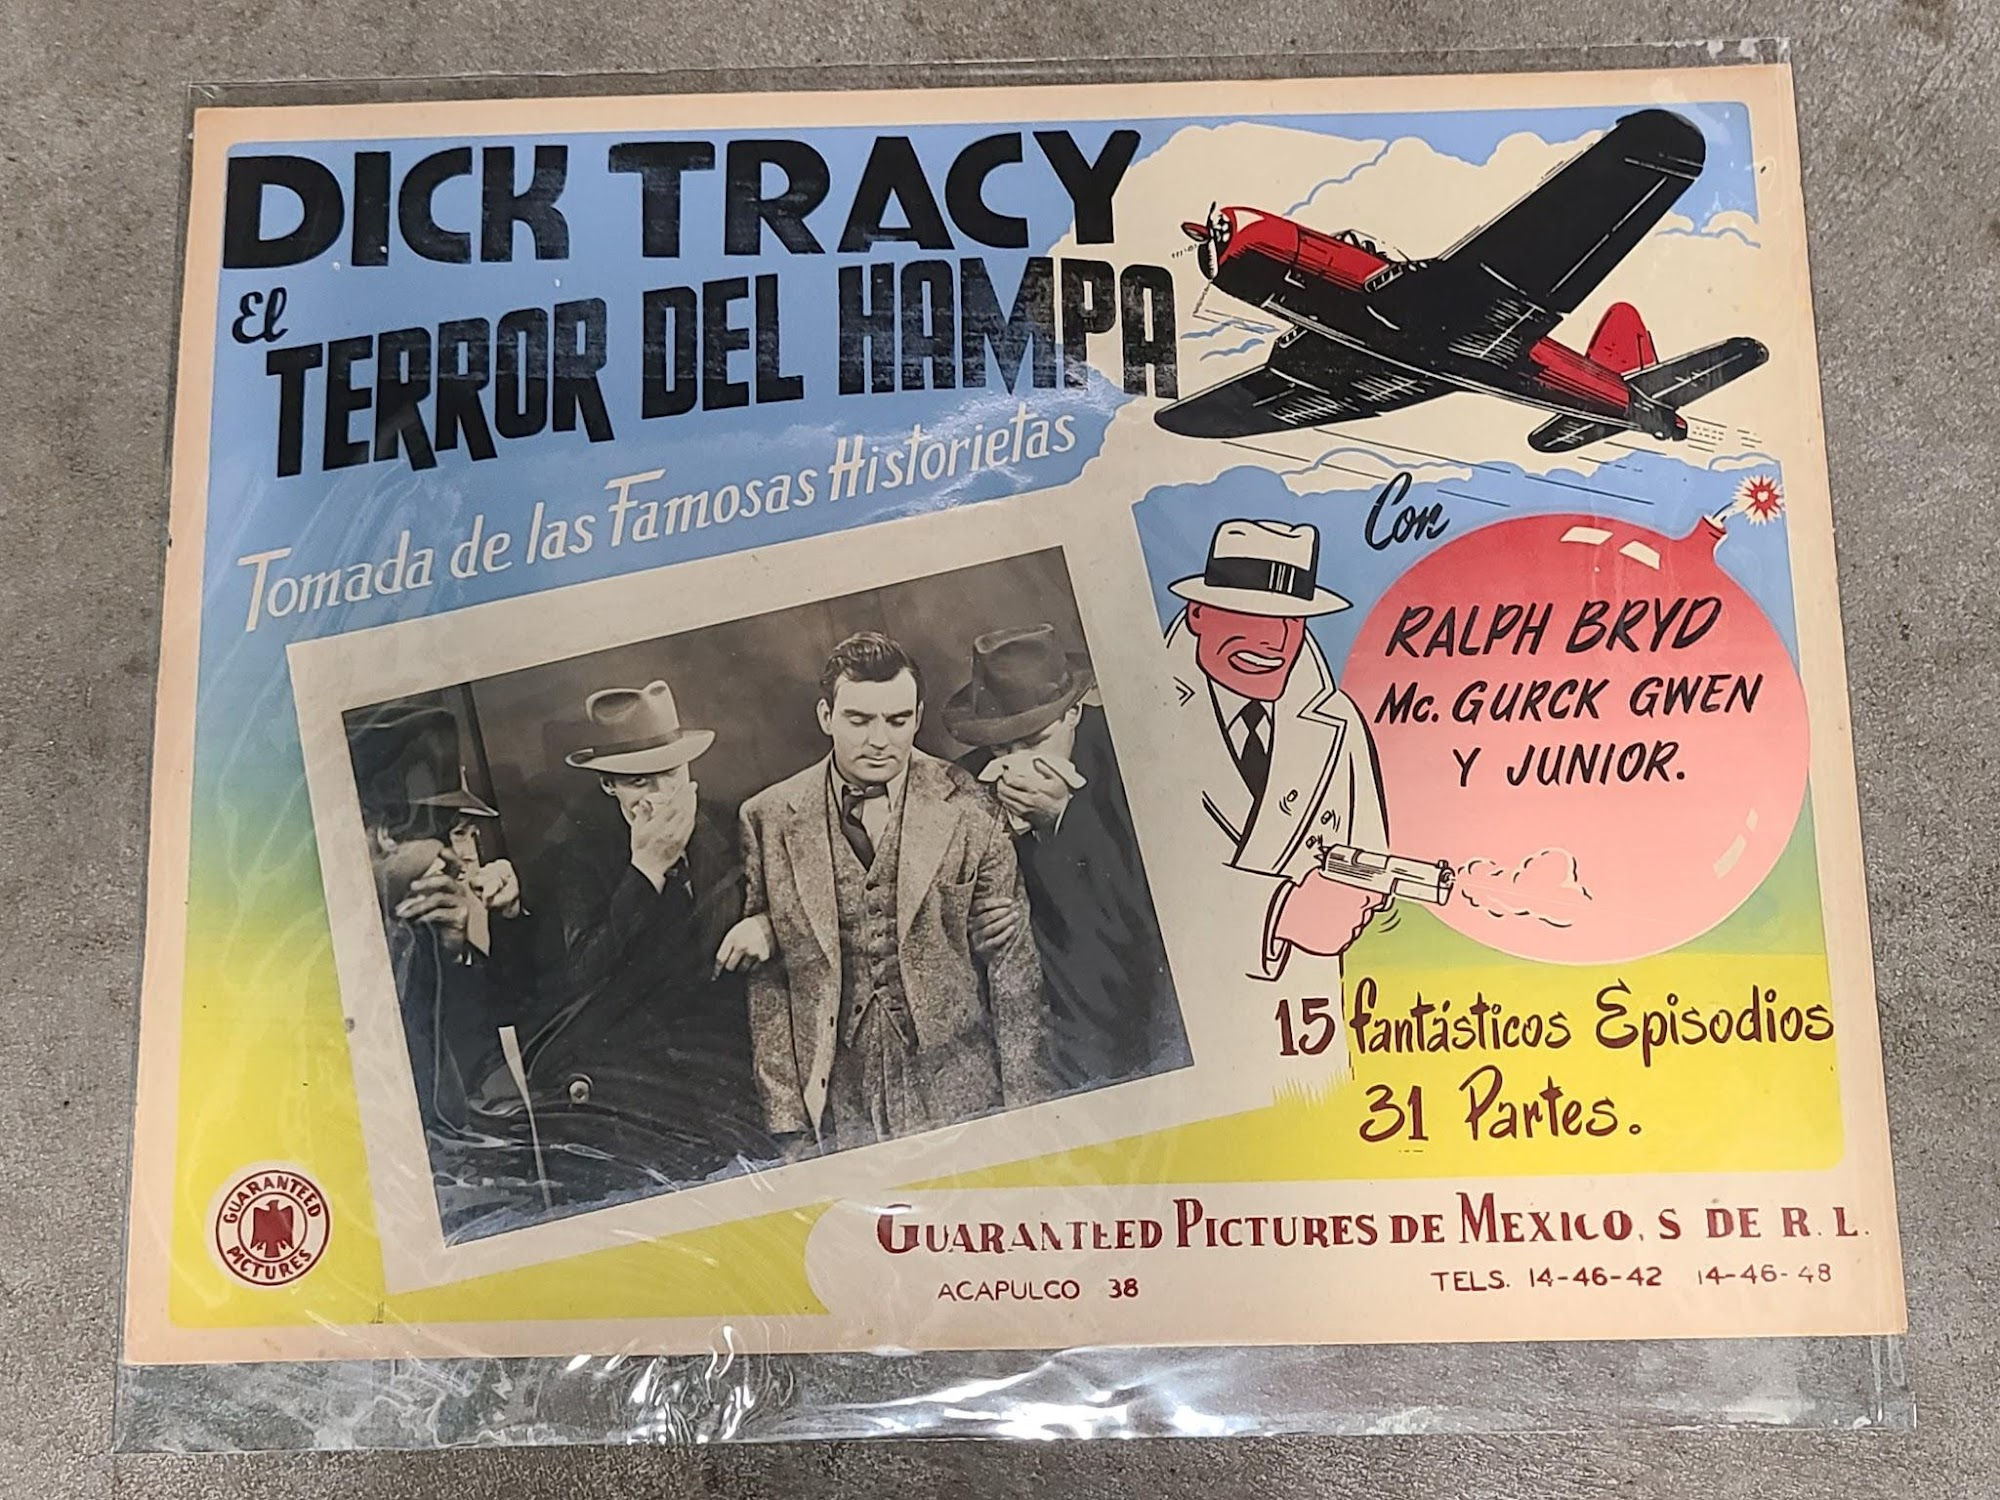 DICK TRACY
El
TERROR DEL HAMPA
Tomada de las Famosas Historietas
Con
RALPH BRYD
Mc. GURCK GWEN
Y JUNIOR.
15 fantásticos Episodios
31 Partes.
GUARANTEED
PICTURES
GUARANTEED PICTURES DE MEXICO, S DE R. L.
ACAPULCO 38
TELS. 14-46-42 14-46-48